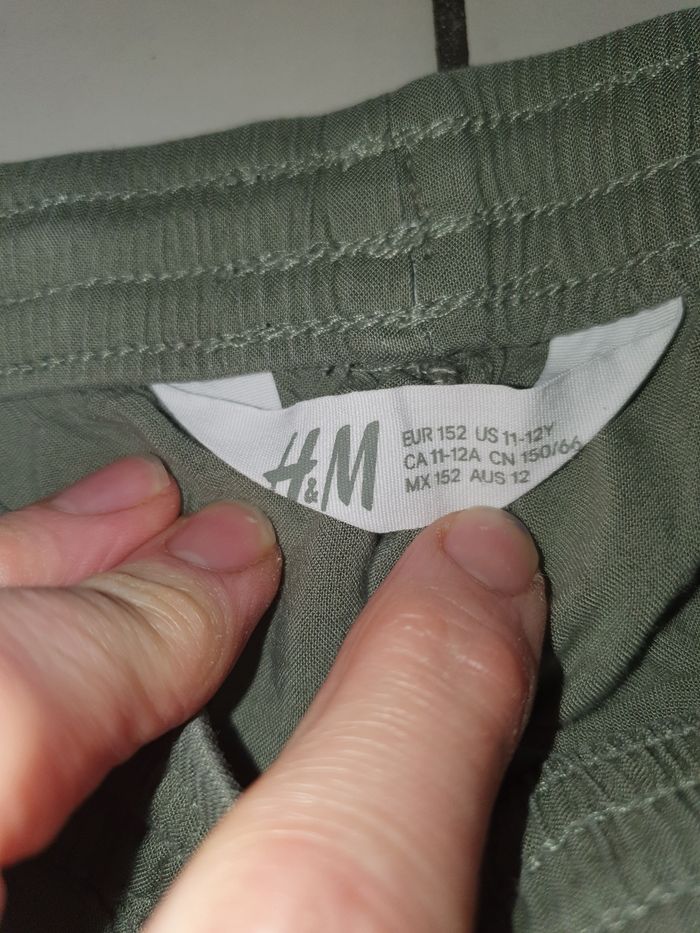 H&M
EUR 152 US 11-12Y
CA 11-12A CN 150/66
MX 152 AUS 12